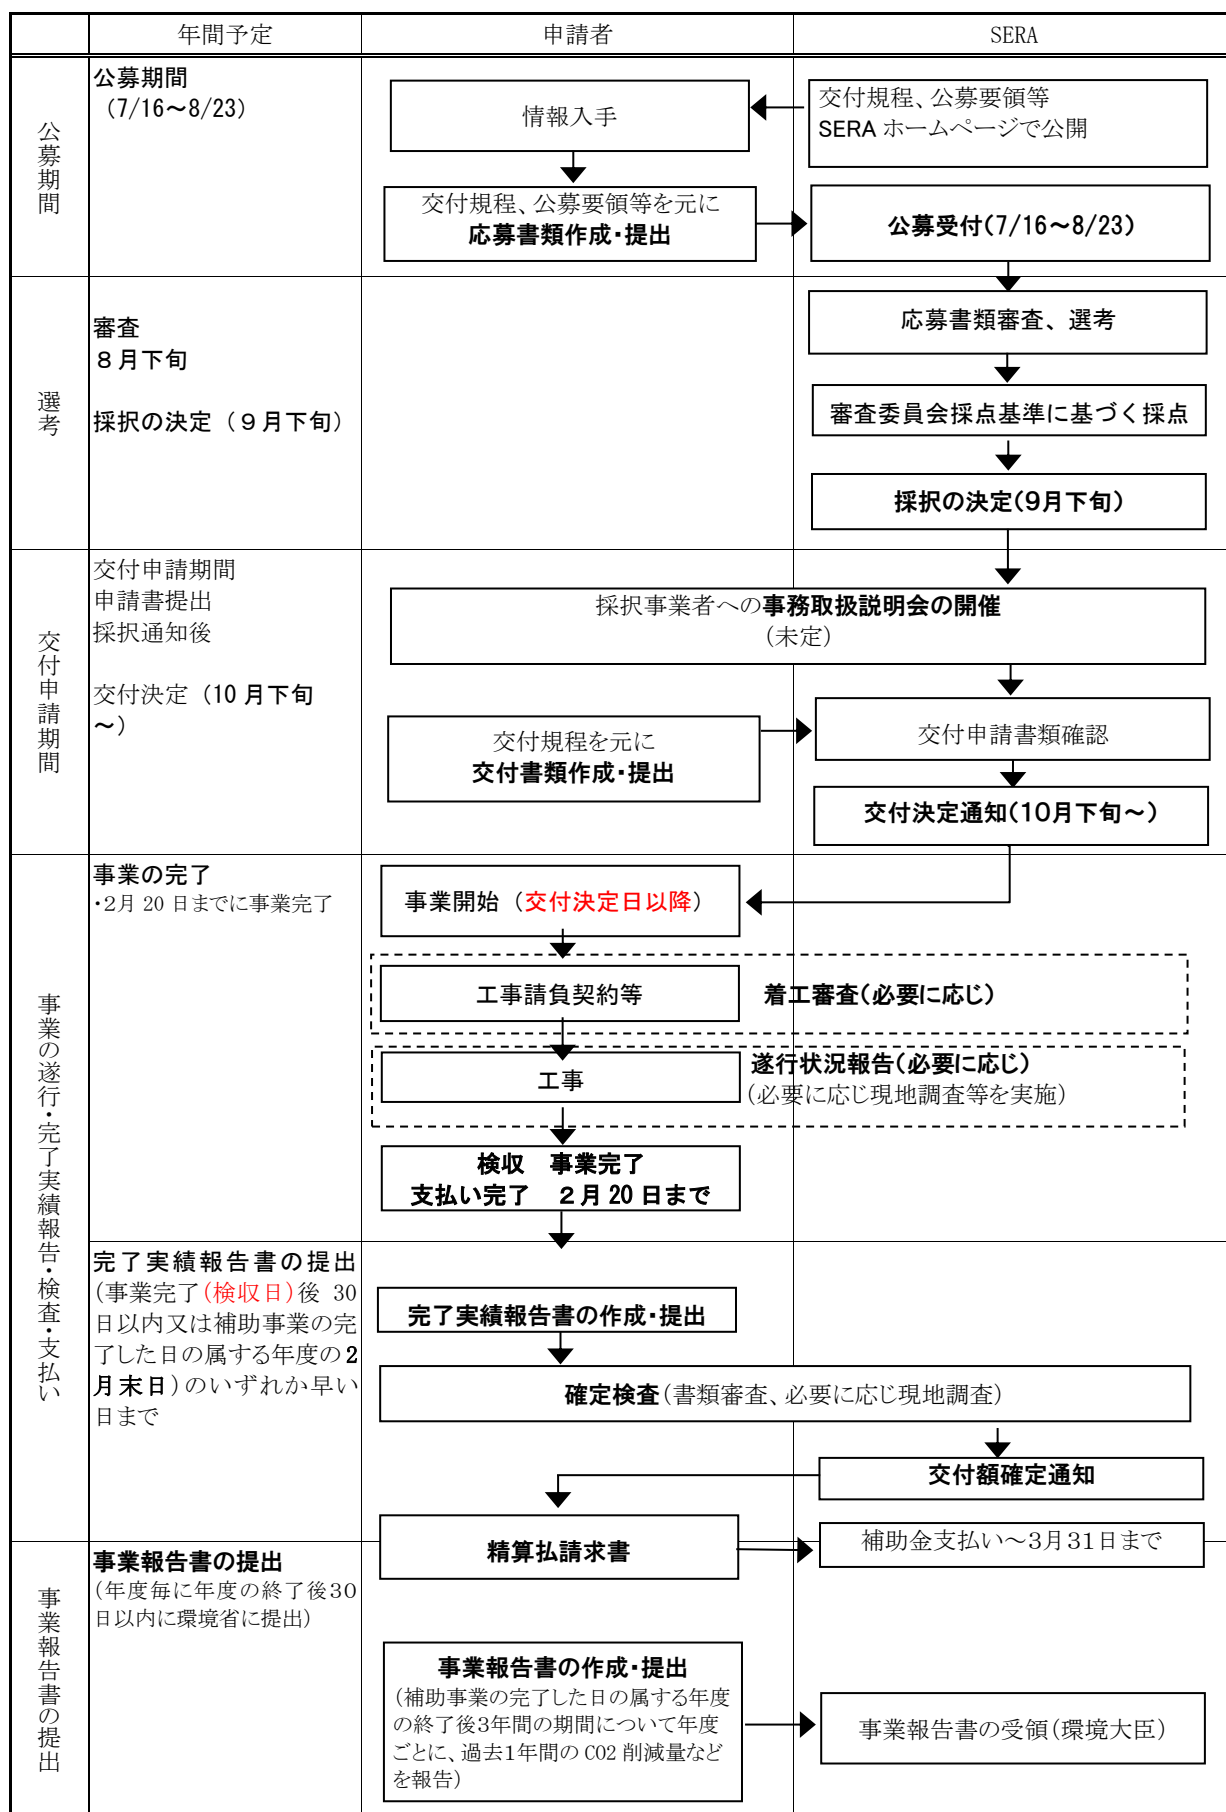 年間予定
申請者
SERA
公募期間
公募期間
(7/16～8/23)
情報入手
交付規程、公募要領等
SERA ホームページで公開
交付規程、公募要領等を元に
応募書類作成・提出
公募受付(7/16～8/23)
選考
審査
８月下旬
採択の決定（９月下旬）
応募書類審査、選考
審査委員会採点基準に基づく採点
採択の決定(9月下旬)
交付申請期間
交付申請期間
申請書提出
採択通知後
交付決定（10 月下旬
～）
採択事業者への事務取扱説明会の開催
(未定)
交付規程を元に
交付書類作成・提出
交付申請書類確認
交付決定通知(10月下旬～)
事業の遂行・完了実績報告・検査・支払い
事業の完了
・2月 20 日までに事業完了
事業開始（交付決定日以降）
工事請負契約等
着工審査(必要に応じ)
工事
遂行状況報告(必要に応じ)
(必要に応じ現地調査等を実施)
検収　事業完了
支払い完了　２月 20 日まで
完了実績報告書の提出
(事業完了(検収日)後 30
日以内又は補助事業の完
了した日の属する年度の2
月末日)のいずれか早い
日まで
完了実績報告書の作成・提出
確定検査(書類審査、必要に応じ現地調査)
交付額確定通知
精算払請求書
補助金支払い～3月31日まで
事業報告書の提出
事業報告書の提出
(年度毎に年度の終了後30
日以内に環境省に提出)
事業報告書の作成・提出
(補助事業の完了した日の属する年度
の終了後3年間の期間について年度
ごとに、過去1年間の CO2 削減量など
を報告)
事業報告書の受領(環境大臣)